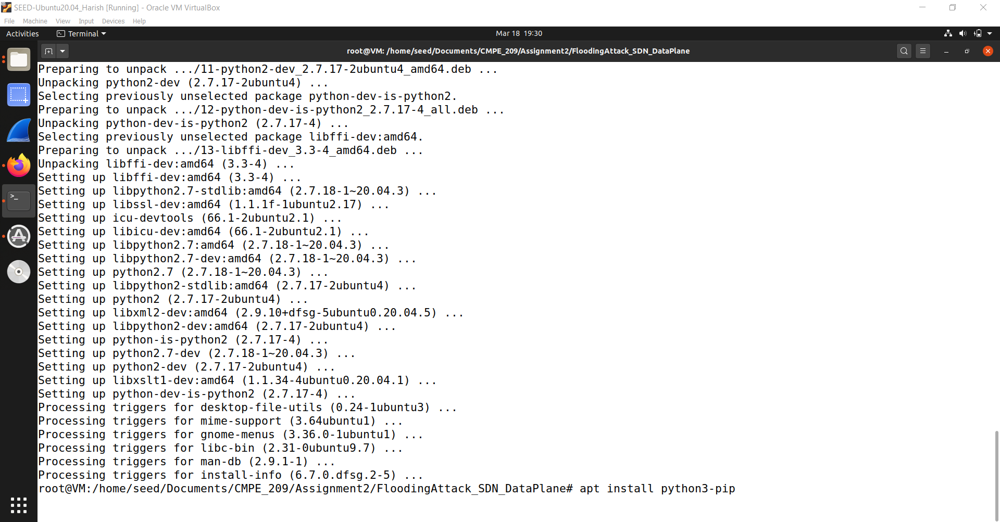 SEED-Ubuntu20.04_Harish [Running] - Oracle VM VirtualBox
File Machine View Input Devices Help
Activities Terminal Mar 18 19:30
root@VM: /home/seed/Documents/CMPE_209/Assignment2/FloodingAttack_SDN_DataPlane
Preparing to unpack .../11-python2-dev_2.7.17-2ubuntu4_amd64.deb ...
Unpacking python2-dev (2.7.17-2ubuntu4) ...
Selecting previously unselected package python-dev-is-python2.
Preparing to unpack .../12-python-dev-is-python2_2.7.17-4_all.deb ...
Unpacking python-dev-is-python2 (2.7.17-4) ...
Selecting previously unselected package libffi-dev:amd64.
Preparing to unpack .../13-libffi-dev_3.3-4_amd64.deb ...
Unpacking libffi-dev:amd64 (3.3-4) ...
Setting up libffi-dev:amd64 (3.3-4) ...
Setting up libpython2.7-stdlib:amd64 (2.7.18-1~20.04.3) ...
Setting up libssl-dev:amd64 (1.1.1f-1ubuntu2.17) ...
Setting up icu-devtools (66.1-2ubuntu2.1) ...
Setting up libicu-dev:amd64 (66.1-2ubuntu2.1) ...
Setting up libpython2.7:amd64 (2.7.18-1~20.04.3) ...
Setting up libpython2.7-dev:amd64 (2.7.18-1~20.04.3) ...
Setting up python2.7 (2.7.18-1~20.04.3) ...
Setting up libpython2-stdlib:amd64 (2.7.17-2ubuntu4) ...
Setting up python2 (2.7.17-2ubuntu4) ...
Setting up libxml2-dev:amd64 (2.9.10+dfsg-5ubuntu0.20.04.5) ...
Setting up libpython2-dev:amd64 (2.7.17-2ubuntu4) ...
Setting up python-is-python2 (2.7.17-4) ...
Setting up python2.7-dev (2.7.18-1~20.04.3) ...
Setting up python2-dev (2.7.17-2ubuntu4) ...
Setting up libxslt1-dev:amd64 (1.1.34-4ubuntu0.20.04.1) ...
Setting up python-dev-is-python2 (2.7.17-4) ...
Processing triggers for desktop-file-utils (0.24-1ubuntu3) ...
Processing triggers for mime-support (3.64ubuntu1) ...
Processing triggers for gnome-menus (3.36.0-1ubuntu1) ...
Processing triggers for libc-bin (2.31-0ubuntu9.7) ...
Processing triggers for man-db (2.9.1-1) ...
Processing triggers for install-info (6.7.0.dfsg.2-5) ...
root@VM:/home/seed/Documents/CMPE_209/Assignment2/FloodingAttack_SDN_DataPlane# apt install python3-pip